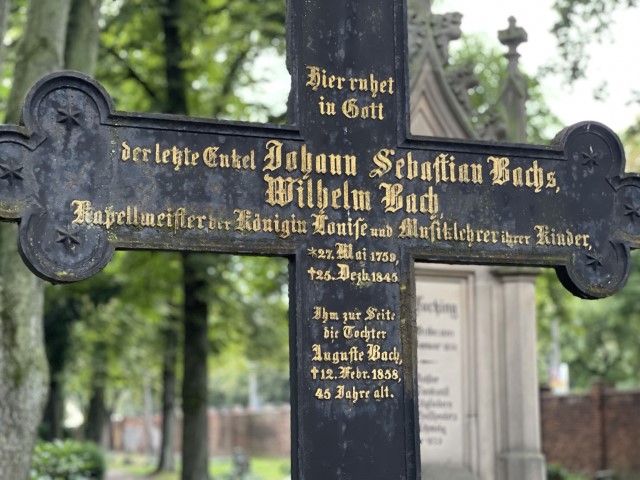 Hier ruhet
in Gott
der letzte Enkel Johann Sebastian Bachs,
Wilhelm Bach,
Kapellmeister der Königin Louise und Musiklehrer ihrer Kinder,
*27. Mai 1759,
†25. Dezb. 1845
Ihm zur Seite
die Tochter
Auguste Bach,
†12. Febr. 1858,
45 Jahre alt.